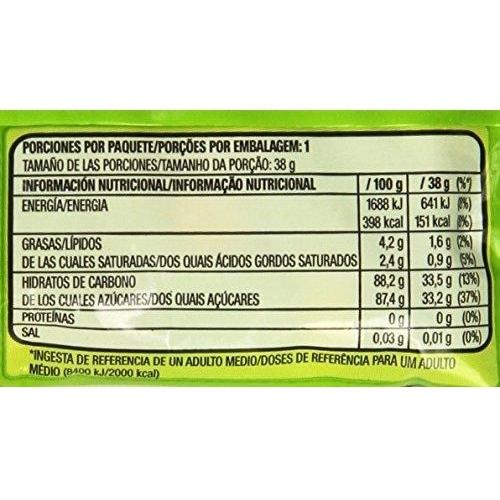 PORCIONES POR PAQUETE/PORÇÕES POR EMBALAGEM: 1
TAMAÑO DE LAS PORCIONES/TAMANHO DA PORÇÃO: 38 g
INFORMACIÓN NUTRICIONAL/INFORMAÇÃO NUTRICIONAL / 100 g / 38 g (%*)
ENERGÍA/ENERGIA 1688 kJ 641 kJ (8%)
398 kcal 151 kcal (8%)
GRASAS/LÍPIDOS 4,2 g 1,6 g (2%)
DE LAS CUALES SATURADAS/DOS QUAIS ÁCIDOS GORDOS SATURADOS 2,4 g 0,9 g (5%)
HIDRATOS DE CARBONO 88,2 g 33,5 g (13%)
DE LOS CUALES AZÚCARES/DOS QUAIS AÇÚCARES 87,4 g 33,2 g (37%)
PROTEÍNAS 0 g 0 g (0%)
SAL 0,03 g 0,01 g (0%)
*INGESTA DE REFERENCIA DE UN ADULTO MEDIO/DOSES DE REFERÊNCIA PARA UM ADULTO
MÉDIO (8400 kJ/2000 kcal)